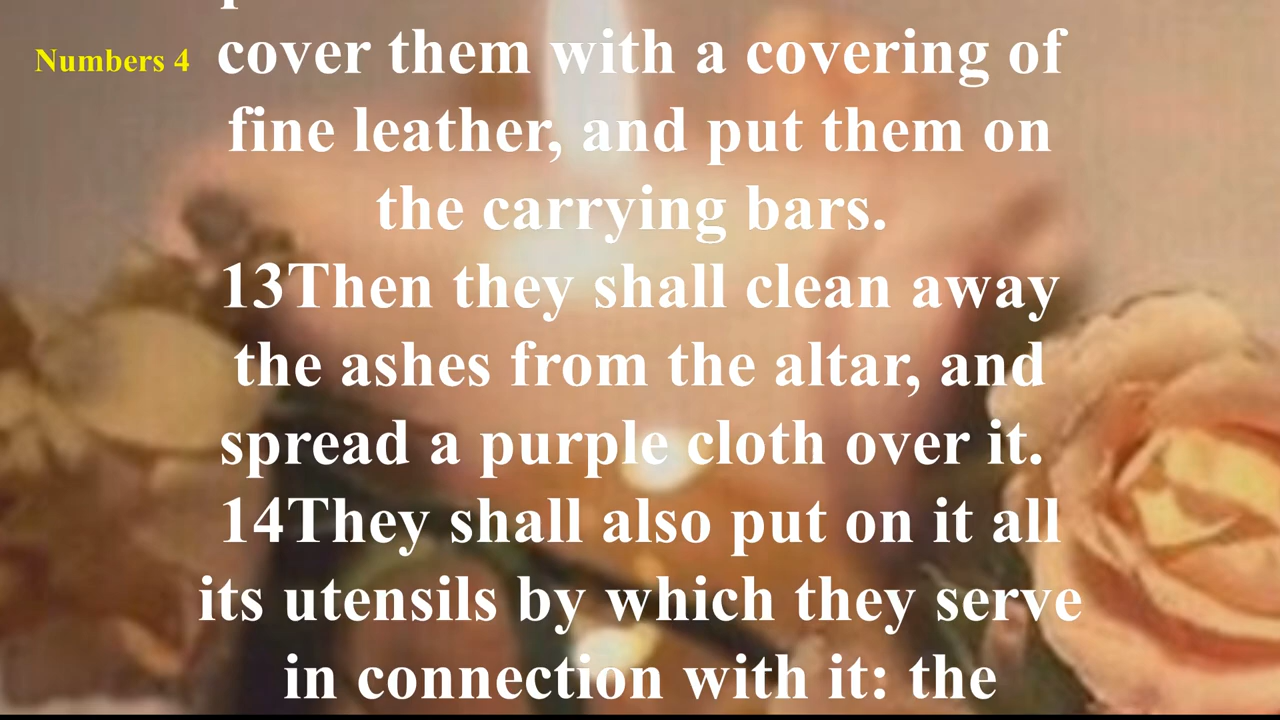 Numbers 4
cover them with a covering of
fine leather, and put them on
the carrying bars.
13Then they shall clean away
the ashes from the altar, and
spread a purple cloth over it.
14They shall also put on it all
its utensils by which they serve
in connection with it: the